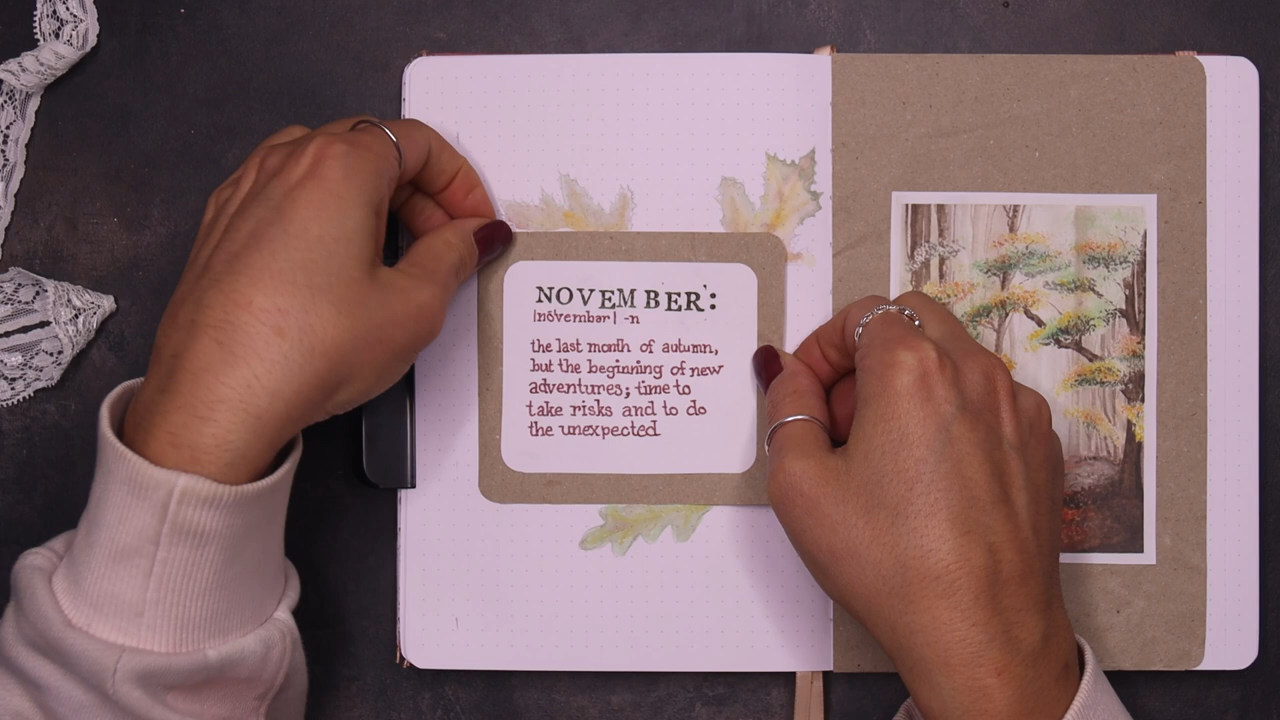 NOVEMBER:
|nōvembər| -n
the last month of autumn,
but the beginning of new
adventures; time to
take risks and to do
the unexpected